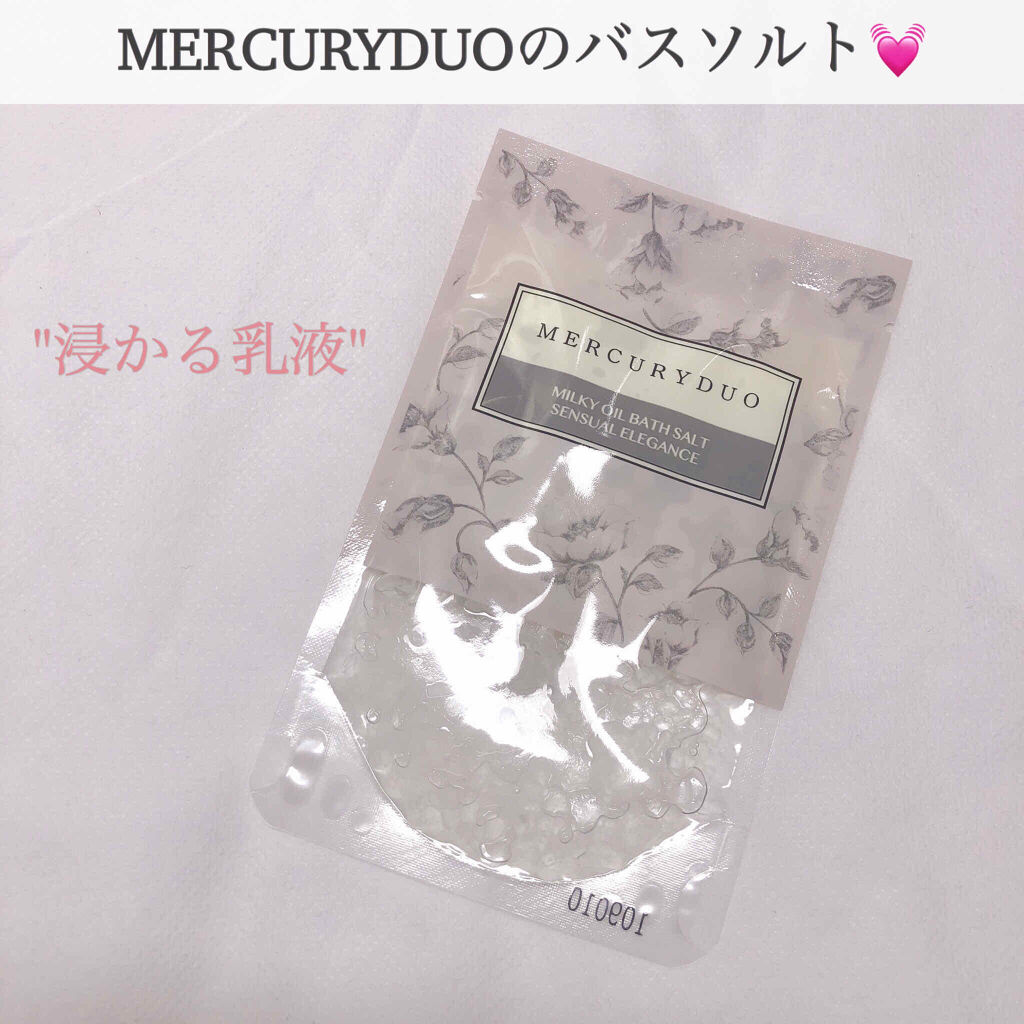 MERCURYDUOのバスソルト💓
"浸かる乳液"
MERCURYDUO
MILKY OIL BATH SALT
SENSUAL ELEGANCE
109010